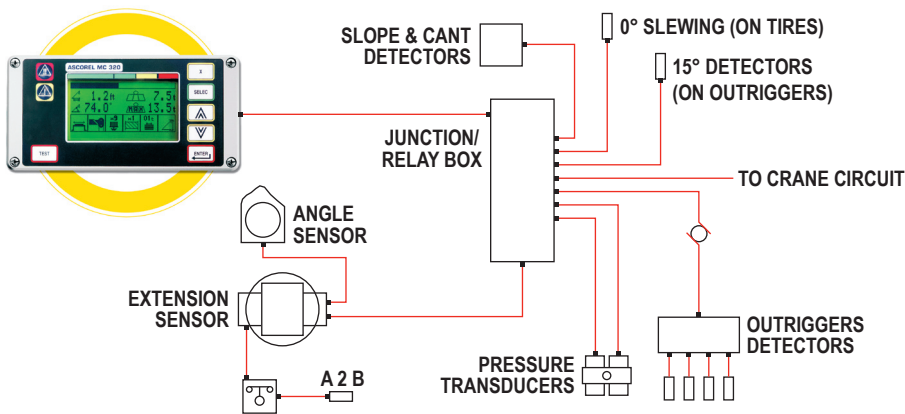 SLOPE & CANT
DETECTORS
0° SLEWING (ON TIRES)
15° DETECTORS
(ON OUTRIGGERS)
ASCOREL MC 320
X
SELEC
1.2m
7.5t
74.0°
MAX
13.5t
TEST
ENTER
JUNCTION/
RELAY BOX
TO CRANE CIRCUIT
ANGLE
SENSOR
EXTENSION
SENSOR
A 2 B
PRESSURE
TRANSDUCERS
OUTRIGGERS
DETECTORS